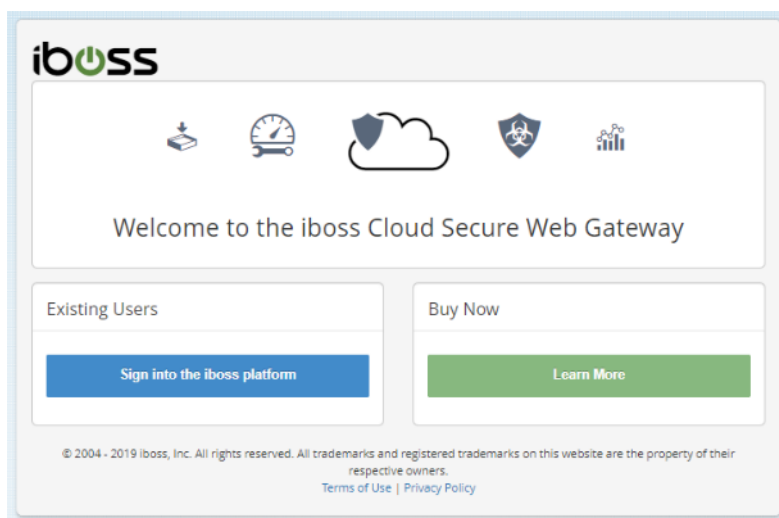 iboss
Welcome to the iboss Cloud Secure Web Gateway
Existing Users
Sign into the iboss platform
Buy Now
Learn More
© 2004 - 2019 iboss, Inc. All rights reserved. All trademarks and registered trademarks on this website are the property of their
respective owners.
Terms of Use | Privacy Policy